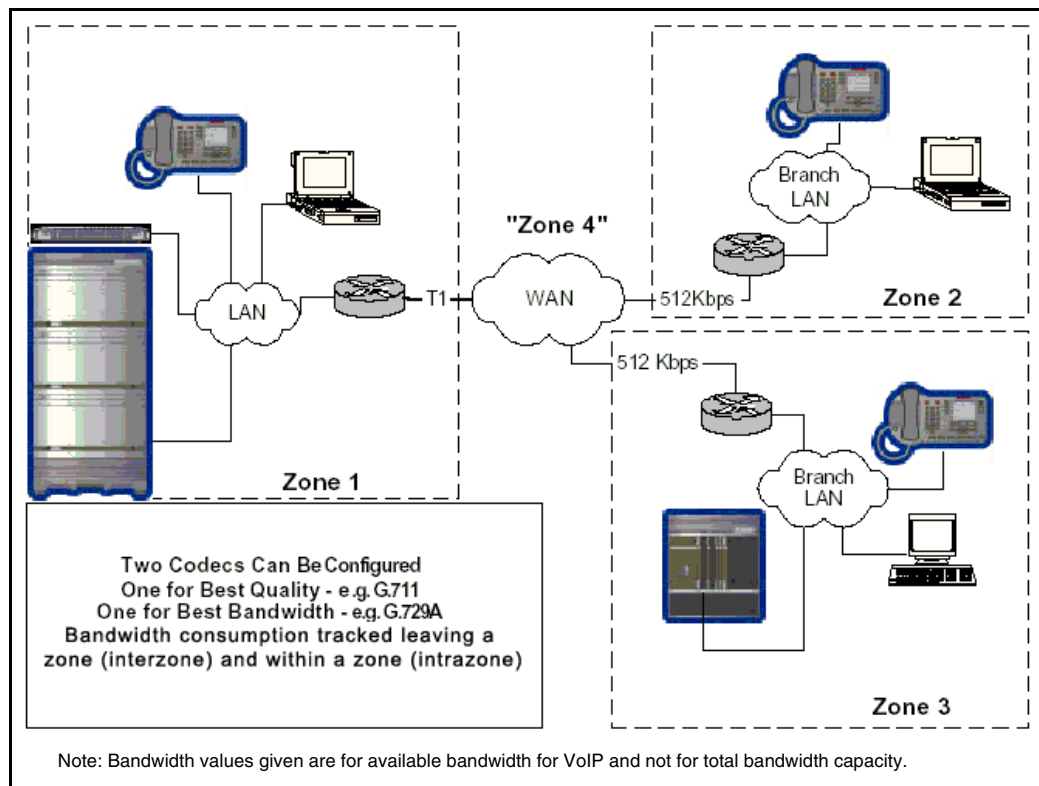 "Zone 4"
LAN
T1
WAN
Zone 1
Branch
LAN
512Kbps
Zone 2
512 Kbps
Branch
LAN
Zone 3
Two Codecs Can Be Configured
One for Best Quality - e.g. G.711
One for Best Bandwidth - e.g. G.729A
Bandwidth consumption tracked leaving a
zone (interzone) and within a zone (intrazone)
Note: Bandwidth values given are for available bandwidth for VoIP and not for total bandwidth capacity.